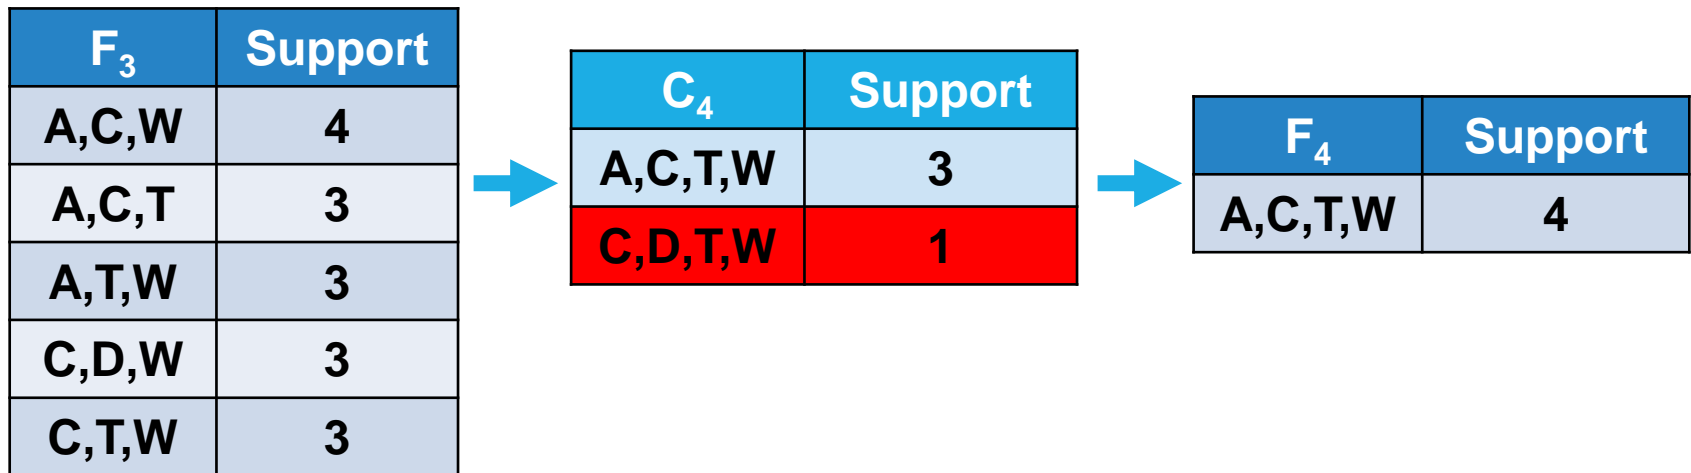 F₃ Support
A,C,W 4
A,C,T 3
A,T,W 3
C,D,W 3
C,T,W 3
C₄ Support
A,C,T,W 3
C,D,T,W 1
F₄ Support
A,C,T,W 4